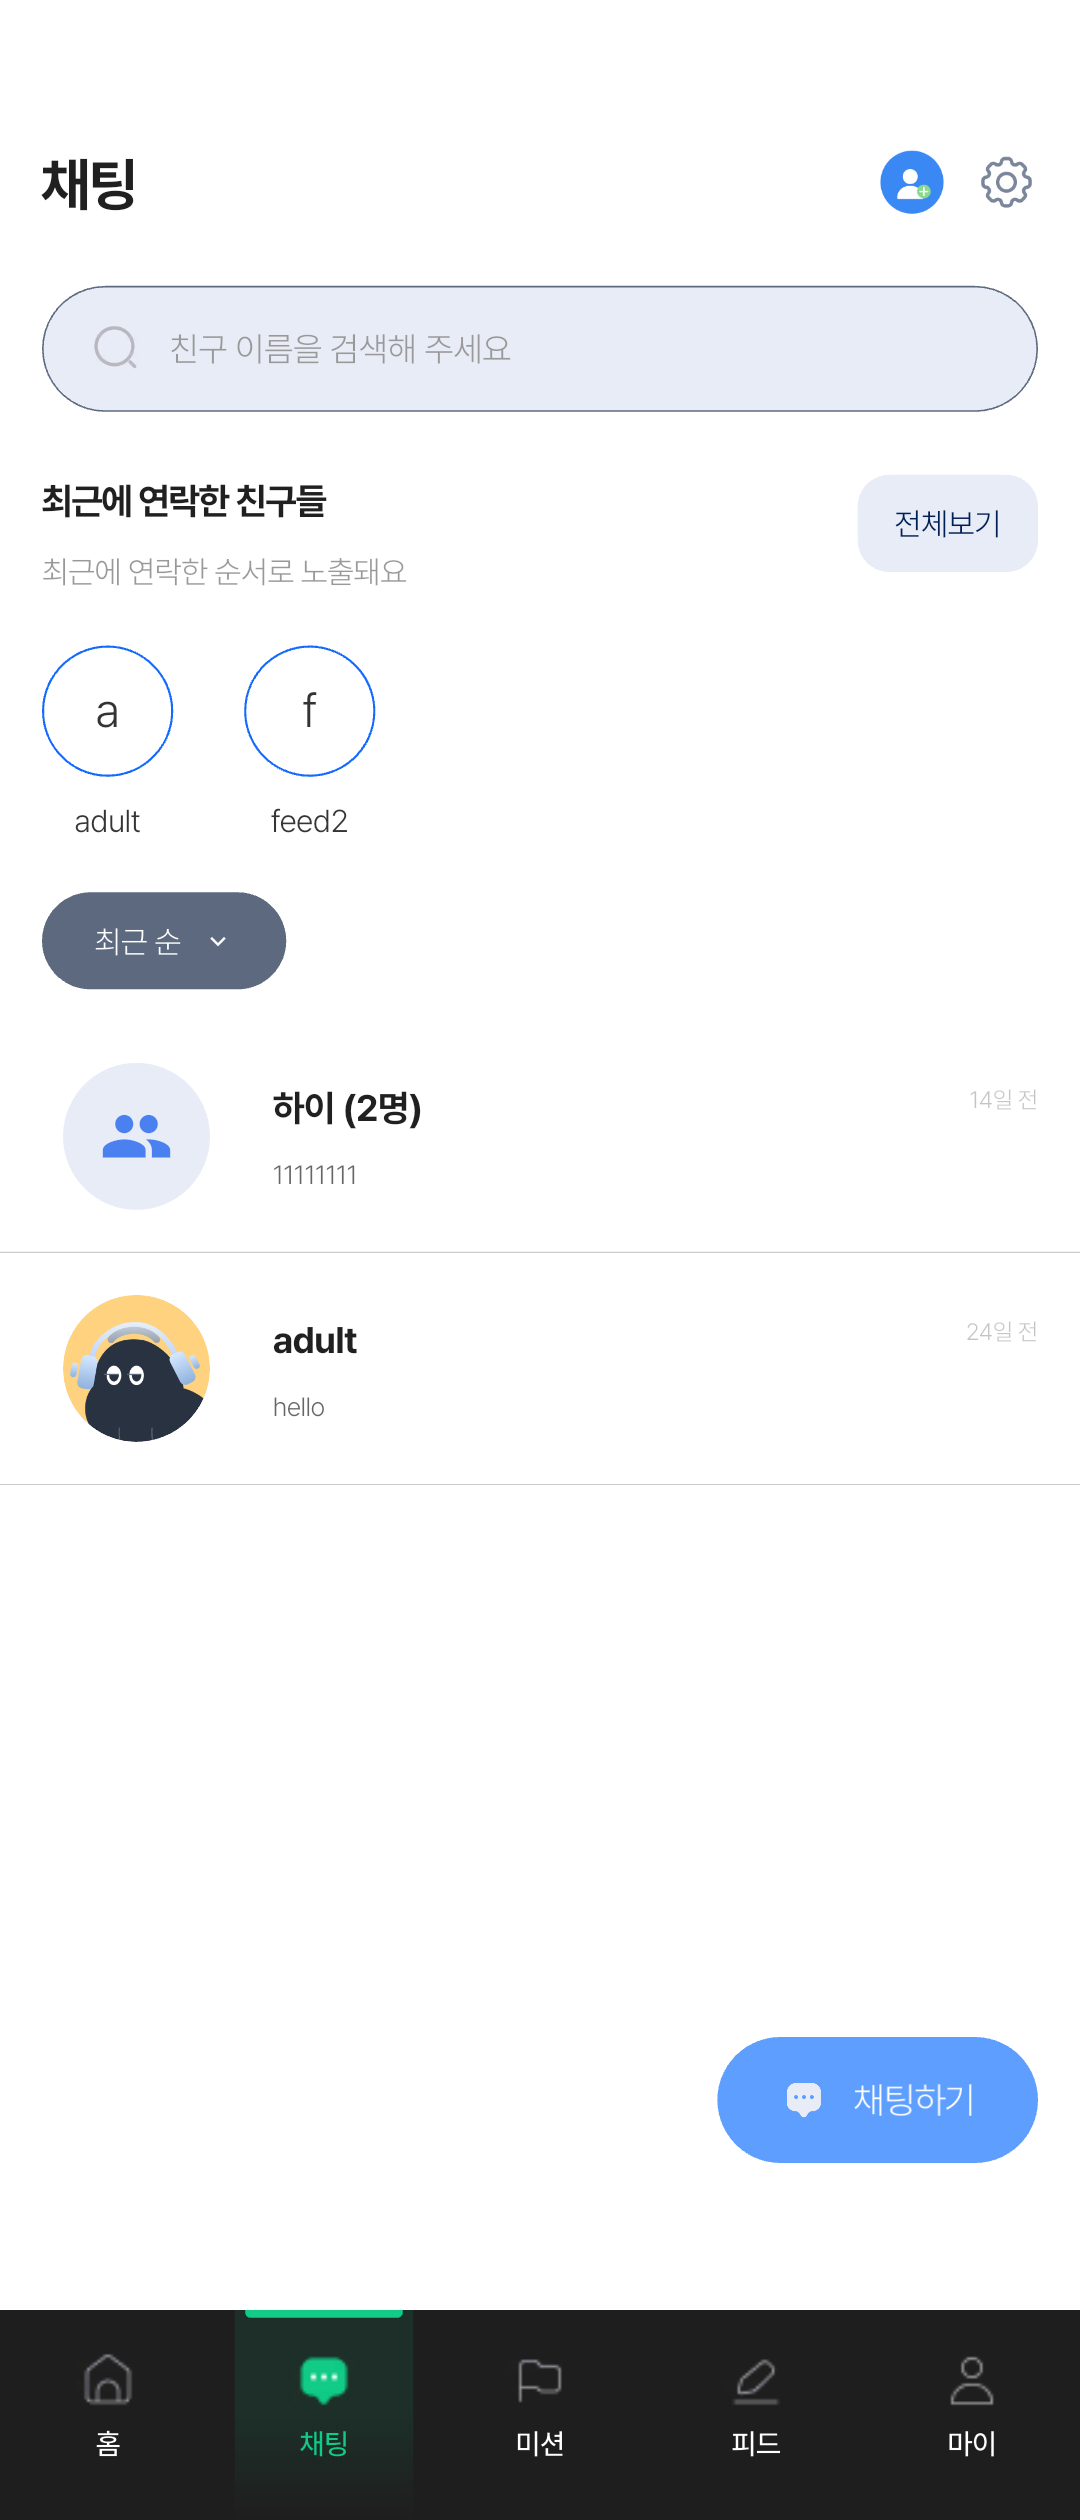 채팅
친구 이름을 검색해 주세요
최근에 연락한 친구들
전체보기
최근에 연락한 순서로 노출돼요
a
f
adult
feed2
최근 순
하이 (2명)
14일 전
11111111
adult
24일 전
hello
채팅하기
홈
채팅
미션
피드
마이